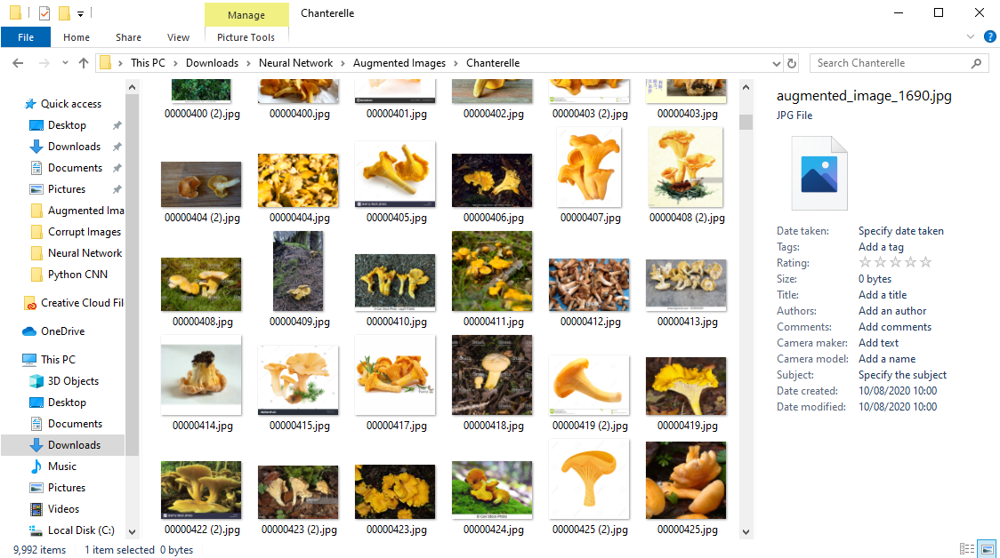 Manage
Chanterelle
File
Home
Share
View
Picture Tools
This PC
Downloads
Neural Network
Augmented Images
Chanterelle
Search Chanterelle
Quick access
Desktop
Downloads
Documents
Pictures
Augmented Ima
Corrupt Images
Neural Network
Python CNN
Creative Cloud Fil
OneDrive
This PC
3D Objects
Desktop
Documents
Downloads
Music
Pictures
Videos
Local Disk (C:)
00000400 (2).jpg
00000400.jpg
00000401.jpg
00000402.jpg
00000403 (2).jpg
00000403.jpg
00000404 (2).jpg
00000404.jpg
00000405.jpg
00000406.jpg
00000407.jpg
00000408 (2).jpg
00000408.jpg
00000409.jpg
00000410.jpg
00000411.jpg
00000412.jpg
00000413.jpg
00000414.jpg
00000415.jpg
00000417.jpg
00000418.jpg
00000419 (2).jpg
00000419.jpg
00000422 (2).jpg
00000423 (2).jpg
00000423.jpg
00000424.jpg
00000425 (2).jpg
00000425.jpg
augmented_image_1690.jpg
JPG File
Date taken: Specify date taken
Tags: Add a tag
Rating:
Size: 0 bytes
Title: Add a title
Authors: Add an author
Comments: Add comments
Camera maker: Add text
Camera model: Add a name
Subject: Specify the subject
Date created: 10/08/2020 10:00
Date modified: 10/08/2020 10:00
9,992 items
1 item selected 0 bytes